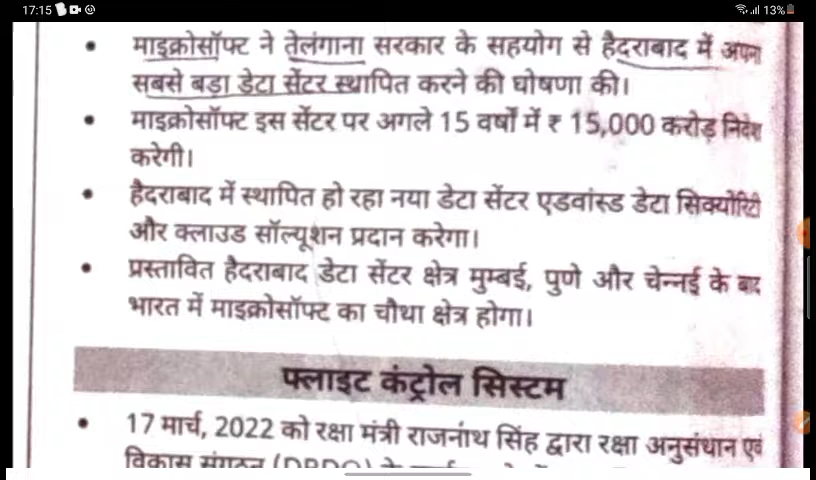 17:15
13%
• माइक्रोसॉफ्ट ने तेलंगाना सरकार के सहयोग से हैदराबाद में अपना
सबसे बड़ा डेटा सेंटर स्थापित करने की घोषणा की।
• माइक्रोसॉफ्ट इस सेंटर पर अगले 15 वर्षों में ₹ 15,000 करोड़ निवेश
करेगी।
• हैदराबाद में स्थापित हो रहा नया डेटा सेंटर एडवांस्ड डेटा सिक्योरिटी
और क्लाउड सॉल्यूशन प्रदान करेगा।
• प्रस्तावित हैदराबाद डेटा सेंटर क्षेत्र मुम्बई, पुणे और चेन्नई के बाद
भारत में माइक्रोसॉफ्ट का चौथा क्षेत्र होगा।
फ्लाइट कंट्रोल सिस्टम
• 17 मार्च, 2022 को रक्षा मंत्री राजनाथ सिंह द्वारा रक्षा अनुसंधान एवं
विकास संगठन (DRDO) के